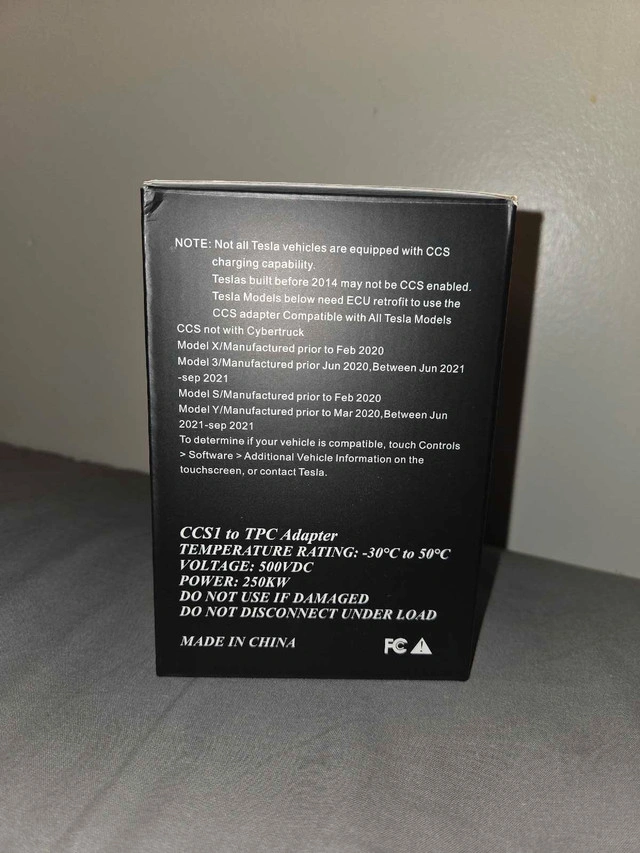 NOTE: Not all Tesla vehicles are equipped with CCS
charging capability.
Teslas built before 2014 may not be CCS enabled.
Tesla Models below need ECU retrofit to use the
CCS adapter Compatible with All Tesla Models
CCS not with Cybertruck
Model X/Manufactured prior to Feb 2020
Model 3/Manufactured prior Jun 2020,Between Jun 2021
-sep 2021
Model S/Manufactured prior to Feb 2020
Model Y/Manufactured prior to Mar 2020,Between Jun
2021-sep 2021
To determine if your vehicle is compatible, touch Controls
> Software > Additional Vehicle Information on the
touchscreen, or contact Tesla.
CCS1 to TPC Adapter
TEMPERATURE RATING: -30°C to 50°C
VOLTAGE: 500VDC
POWER: 250KW
DO NOT USE IF DAMAGED
DO NOT DISCONNECT UNDER LOAD
MADE IN CHINA FC